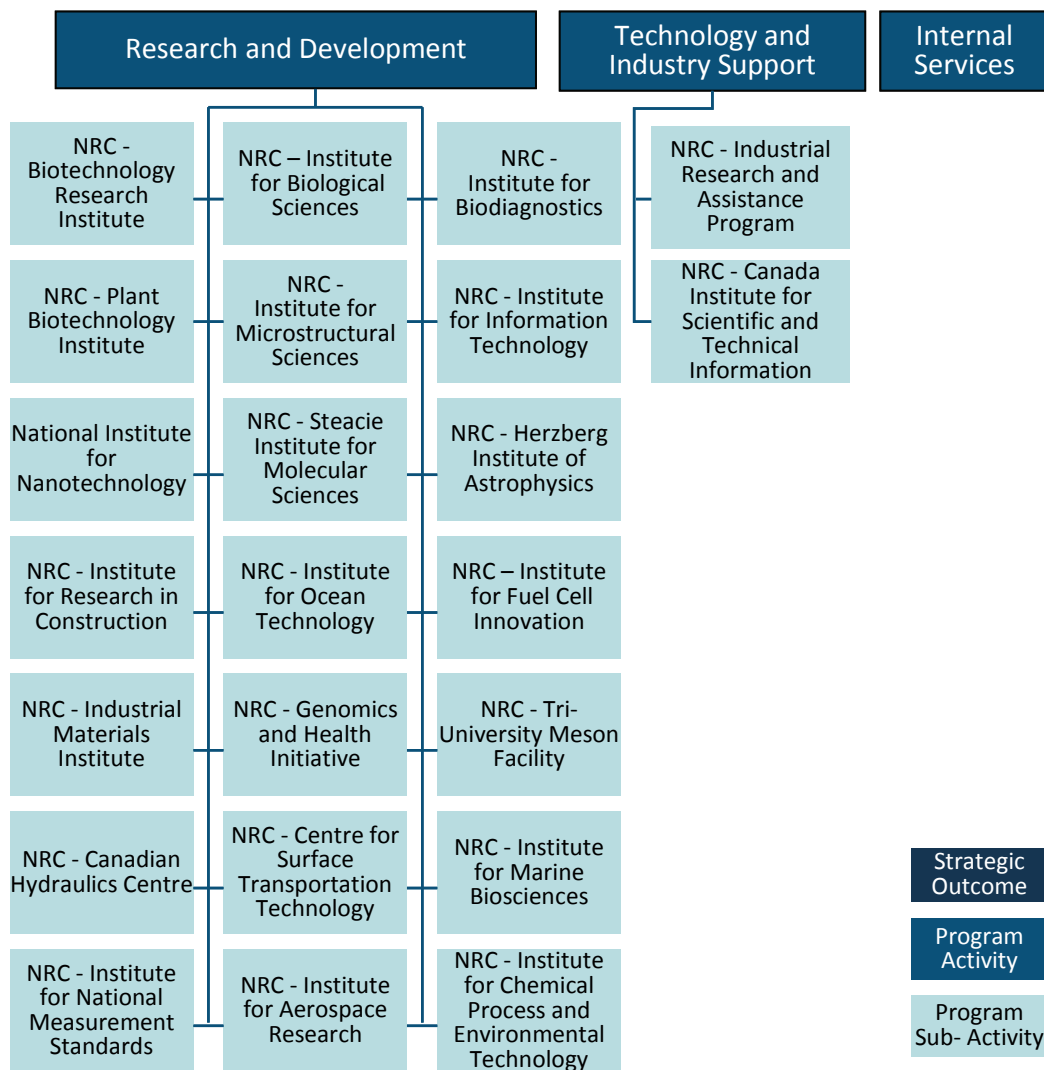 Research and Development
Technology and
Industry Support
Internal
Services
NRC -
Biotechnology
Research
Institute
NRC – Institute
for Biological
Sciences
NRC -
Institute for
Biodiagnostics
NRC - Industrial
Research and
Assistance
Program
NRC - Plant
Biotechnology
Institute
NRC -
Institute for
Microstructural
Sciences
NRC - Institute
for Information
Technology
NRC - Canada
Institute for
Scientific and
Technical
Information
National Institute
for
Nanotechnology
NRC - Steacie
Institute for
Molecular
Sciences
NRC - Herzberg
Institute of
Astrophysics
NRC - Institute
for Research in
Construction
NRC - Institute
for Ocean
Technology
NRC – Institute
for Fuel Cell
Innovation
NRC - Industrial
Materials
Institute
NRC - Genomics
and Health
Initiative
NRC - Tri-
University Meson
Facility
NRC - Canadian
Hydraulics Centre
NRC - Centre for
Surface
Transportation
Technology
NRC - Institute
for Marine
Biosciences
NRC - Institute
for National
Measurement
Standards
NRC - Institute
for Aerospace
Research
NRC - Institute
for Chemical
Process and
Environmental
Technology
Strategic
Outcome
Program
Activity
Program
Sub- Activity